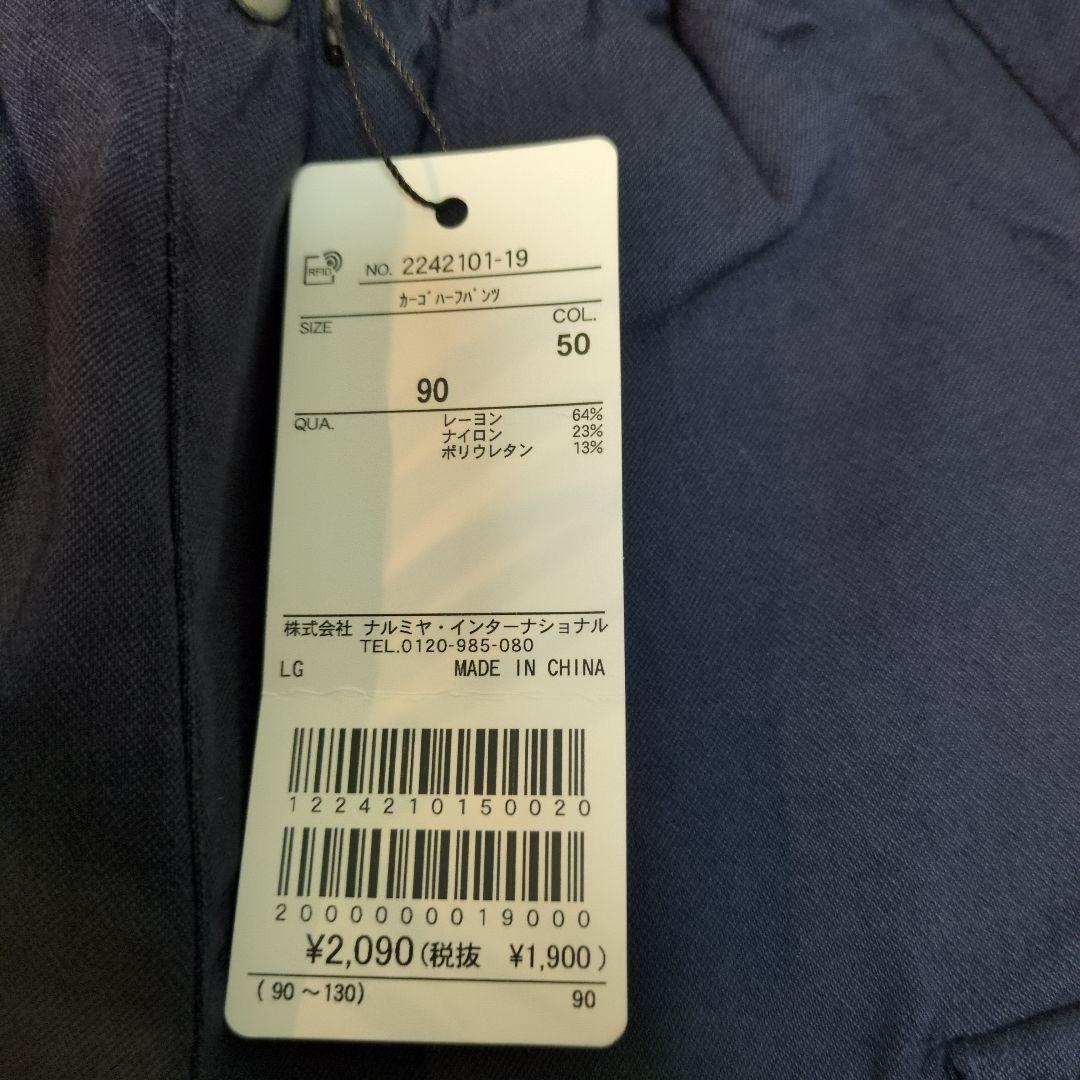 RFID
NO. 2242101-19
ｶｰｺﾞﾊｰﾌﾊﾟﾝﾂ
SIZE
COL.
50
90
QUA.
レーヨン 64%
ナイロン 23%
ポリウレタン 13%
株式会社 ナルミヤ・インターナショナル
TEL.0120-985-080
LG MADE IN CHINA
1224210150020
2000000019000
¥2,090(税抜 ¥1,900)
(90～130) 90